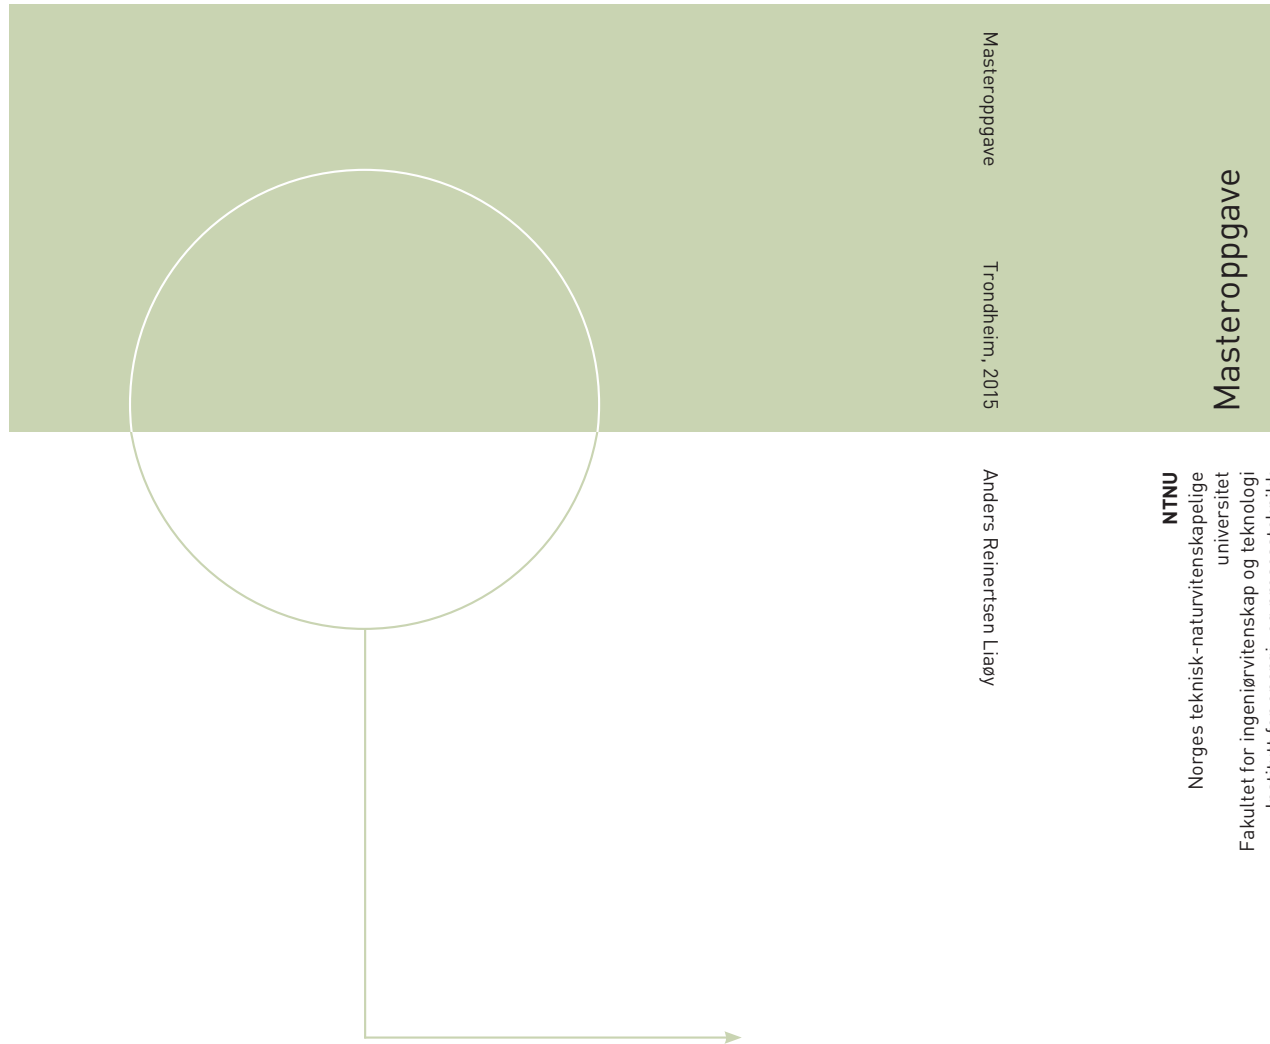 Masteroppgave
Trondheim, 2015
Anders Reinertsen Liaøy
Masteroppgave
NTNU
Norges teknisk-naturvitenskapelige
universitet
Fakultet for ingeniørvitenskap og teknologi